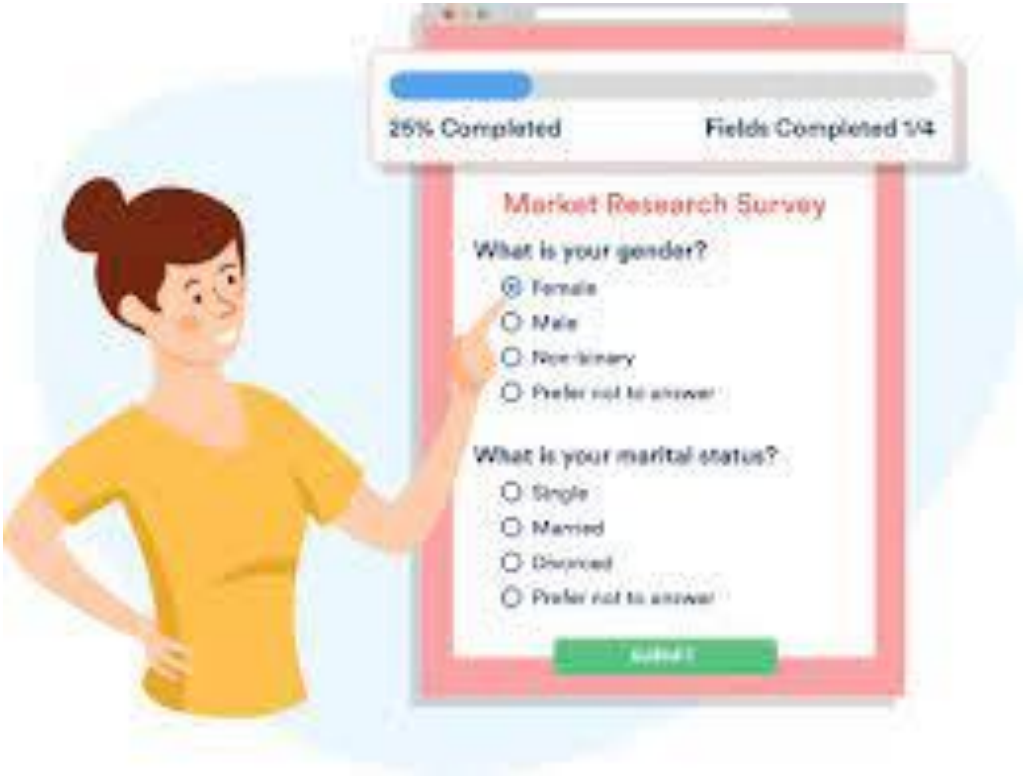 25% Completed
Fields Completed 1/4
Market Research Survey
What is your gender?
Female
Male
Non-binary
Prefer not to answer
What is your marital status?
Single
Married
Divorced
Prefer not to answer
SUBMIT